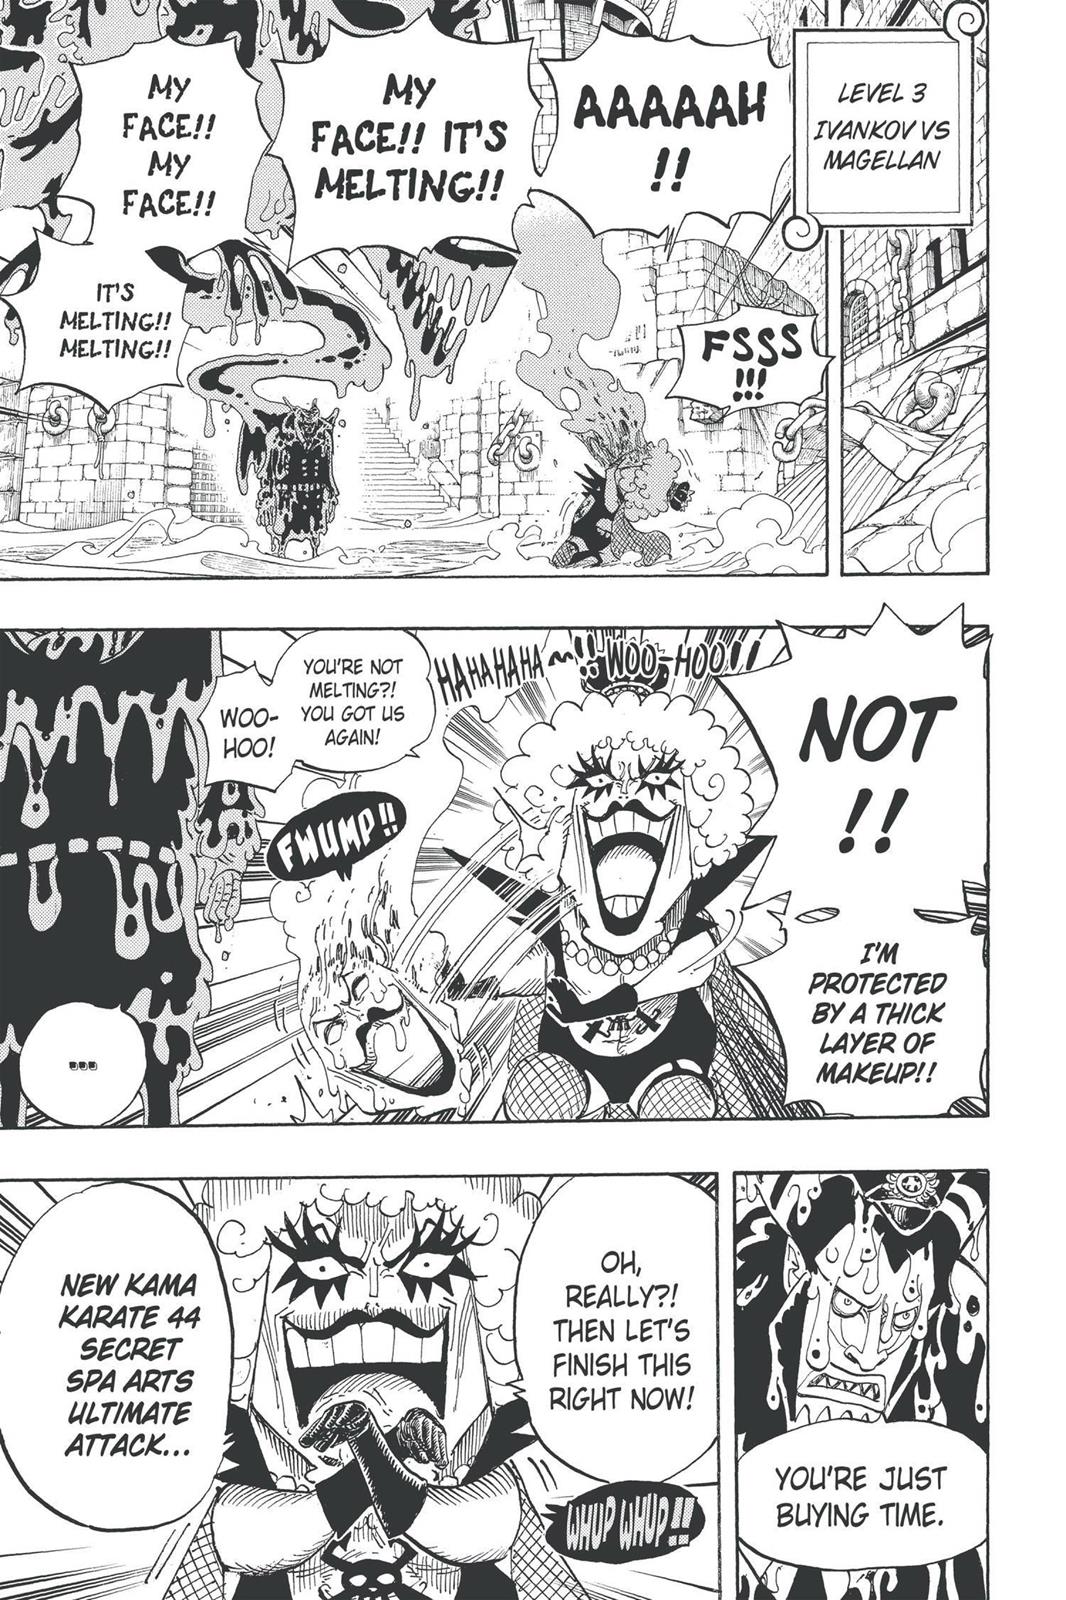 LEVEL 3
IVANKOV VS
MAGELLAN
AAAAAH
!!
MY
FACE!! IT'S
MELTING!!
MY
FACE!!
MY
FACE!!
IT'S
MELTING!!
MELTING!!
FSSS
!!!
NOT
!!
I'M
PROTECTED
BY A THICK
LAYER OF
MAKEUP!!
HAHAHAHA~!! WOO-HOO!!
YOU'RE NOT
MELTING?!
YOU GOT US
AGAIN!
WOO-
HOO!
FWUMP!!
...
YOU'RE JUST
BUYING TIME.
OH,
REALLY?!
THEN LET'S
FINISH THIS
RIGHT NOW!
WHUP WHUP!!
NEW KAMA
KARATE 44
SECRET
SPA ARTS
ULTIMATE
ATTACK...